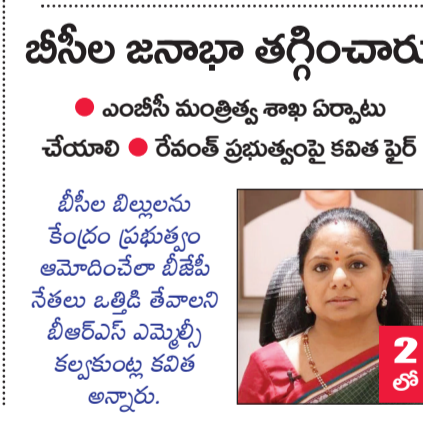 బీసీల జనాభా తగ్గించారు
● ఎంబీసీ మంత్రిత్వ శాఖ ఏర్పాటు
చేయాలి ● రేవంత్ ప్రభుత్వంపై కవిత ఫైర్
బీసీల బిల్లులను
కేంద్రం ప్రభుత్వం
ఆమోదించేలా బీజేపీ
నేతలు ఒత్తిడి తేవాలని
బీఆర్ఎస్ ఎమ్మెల్సీ
కల్వకుంట్ల కవిత
అన్నారు.
2
లో